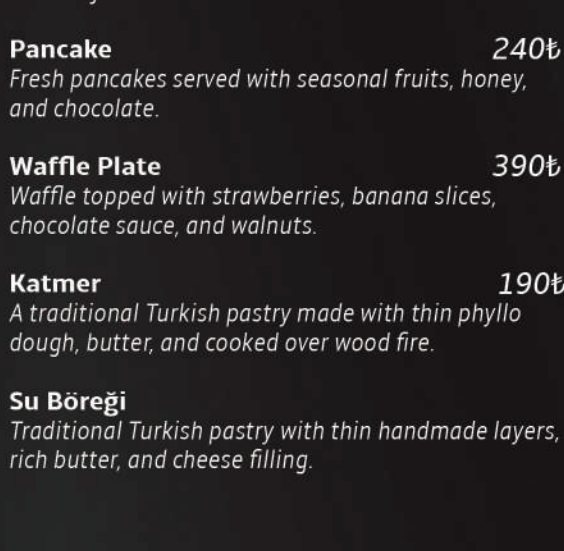 Pancake 240₺
Fresh pancakes served with seasonal fruits, honey,
and chocolate.
Waffle Plate 390₺
Waffle topped with strawberries, banana slices,
chocolate sauce, and walnuts.
Katmer 190₺
A traditional Turkish pastry made with thin phyllo
dough, butter, and cooked over wood fire.
Su Böreği
Traditional Turkish pastry with thin handmade layers,
rich butter, and cheese filling.